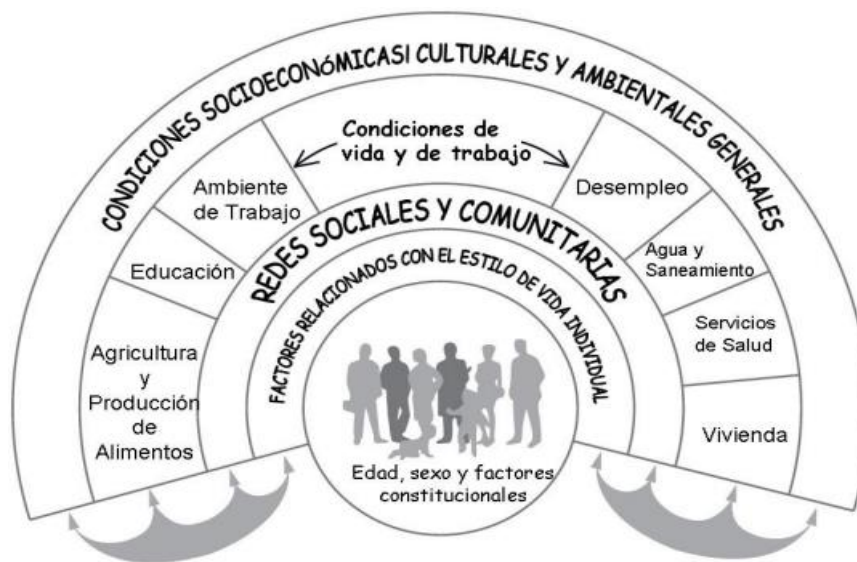 CONDICIONES SOCIOECONÓMICAS| CULTURALES Y AMBIENTALES GENERALES
Condiciones de
vida y de trabajo
Ambiente
de Trabajo
Desempleo
Educación
Agua y
Saneamiento
Agricultura
y
Producción
de
Alimentos
Servicios
de Salud
Vivienda
REDES SOCIALES Y COMUNITARIAS
FACTORES RELACIONADOS CON EL ESTILO DE VIDA INDIVIDUAL
Edad, sexo y factores
constitucionales